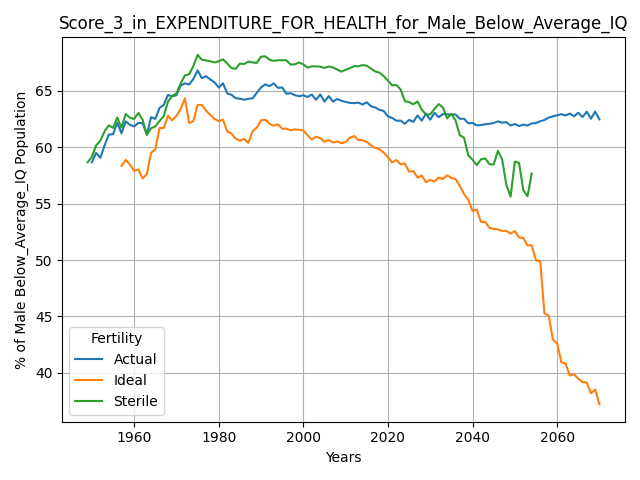 Score_3_in_EXPENDITURE_FOR_HEALTH_for_Male_Below_Average_IQ
% of Male Below_Average_IQ Population
65
60
55
50
45
40
Fertility
Actual
Ideal
Sterile
1960
1980
2000
2020
2040
2060
Years